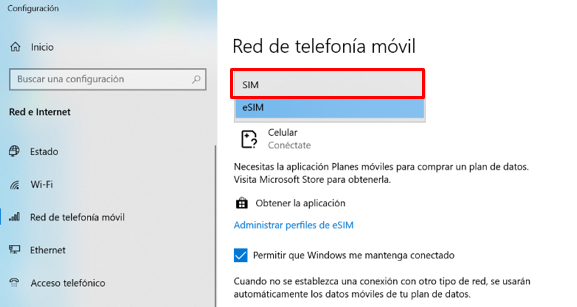 Configuración
Inicio
Buscar una configuración
Red e Internet
Estado
Wi-Fi
Red de telefonía móvil
Ethernet
Acceso telefónico
Red de telefonía móvil
SIM
eSIM
Celular
Conéctate
Necesitas la aplicación Planes móviles para comprar un plan de datos.
Visita Microsoft Store para obtenerla.
Obtener la aplicación
Administrar perfiles de eSIM
Permitir que Windows me mantenga conectado
Cuando no se establezca una conexión con otro tipo de red, se usarán
automáticamente los datos móviles de tu plan de datos.